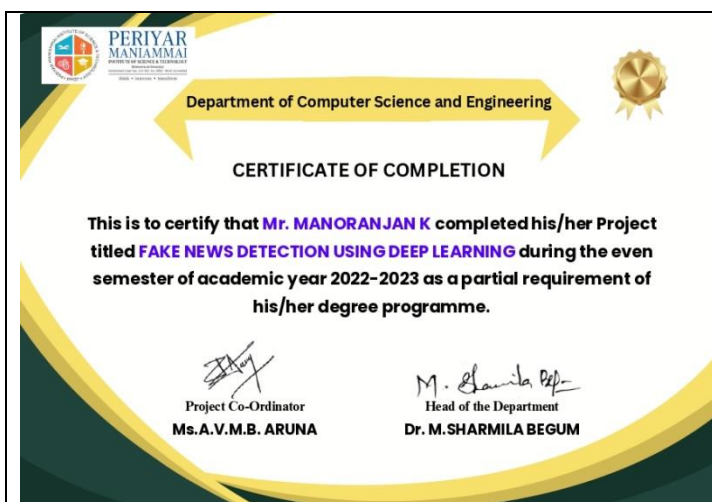 PERIYAR
MANIAMMAI
INSTITUTE OF SCIENCE & TECHNOLOGY
Department of Computer Science and Engineering
CERTIFICATE OF COMPLETION
This is to certify that Mr. MANORANJAN K completed his/her Project
titled FAKE NEWS DETECTION USING DEEP LEARNING during the even
semester of academic year 2022-2023 as a partial requirement of
his/her degree programme.
M. Sharmila
Project Co-Ordinator
Head of the Department
Ms.A.V.M.B. ARUNA
Dr. M.SHARMILA BEGUM